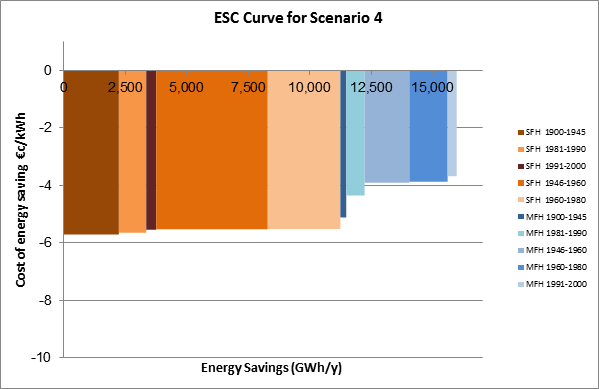 ESC Curve for Scenario 4
0
0
2,500
5,000
7,500
10,000
12,500
15,000
-2
-4
-6
-8
-10
Cost of energy saving €c/kWh
Energy Savings (GWh/y)
SFH 1900-1945
SFH 1981-1990
SFH 1991-2000
SFH 1946-1960
SFH 1960-1980
MFH 1900-1945
MFH 1981-1990
MFH 1946-1960
MFH 1960-1980
MFH 1991-2000